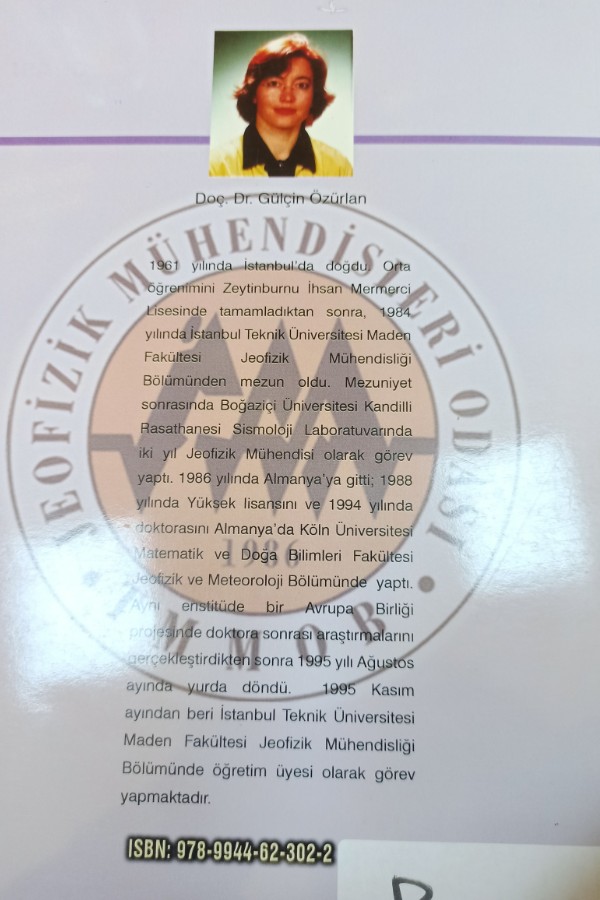 Doç. Dr. Gülçin Özürlan
JEOFİZİK MÜHENDİSLERİ ODASI
1961 yılında İstanbul'da doğdu. Orta
öğrenimini Zeytinburnu İhsan Mermerci
Lisesinde tamamladıktan sonra, 1984
yılında İstanbul Teknik Üniversitesi Maden
Fakültesi Jeofizik Mühendisliği
Bölümünden mezun oldu. Mezuniyet
sonrasında Boğaziçi Üniversitesi Kandilli
Rasathanesi Sismoloji Laboratuvarında
iki yıl Jeofizik Mühendisi olarak görev
yaptı. 1986 yılında Almanya'ya gitti; 1988
yılında Yüksek lisansını ve 1994 yılında
doktorasını Almanya'da Köln Üniversitesi
Matematik ve Doğa Bilimleri Fakültesi
Jeofizik ve Meteoroloji Bölümünde yaptı.
Aynı enstitüde bir Avrupa Birliği
projesinde doktora sonrası araştırmalarını
gerçekleştirdikten sonra 1995 yılı Ağustos
ayında yurda döndü. 1995 Kasım
ayından beri İstanbul Teknik Üniversitesi
Maden Fakültesi Jeofizik Mühendisliği
Bölümünde öğretim üyesi olarak görev
yapmaktadır.
1986
TMMOB
ISBN: 978-9944-62-302-2